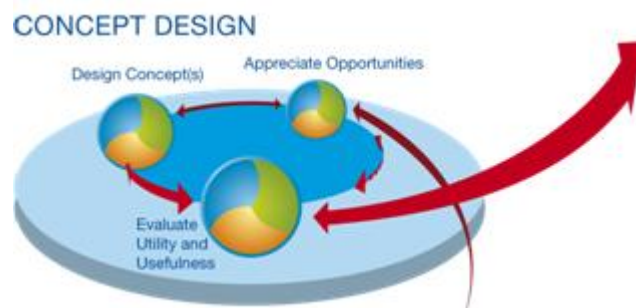 CONCEPT DESIGN
Appreciate Opportunities
Design Concept(s)
Evaluate
Utility and
Usefulness